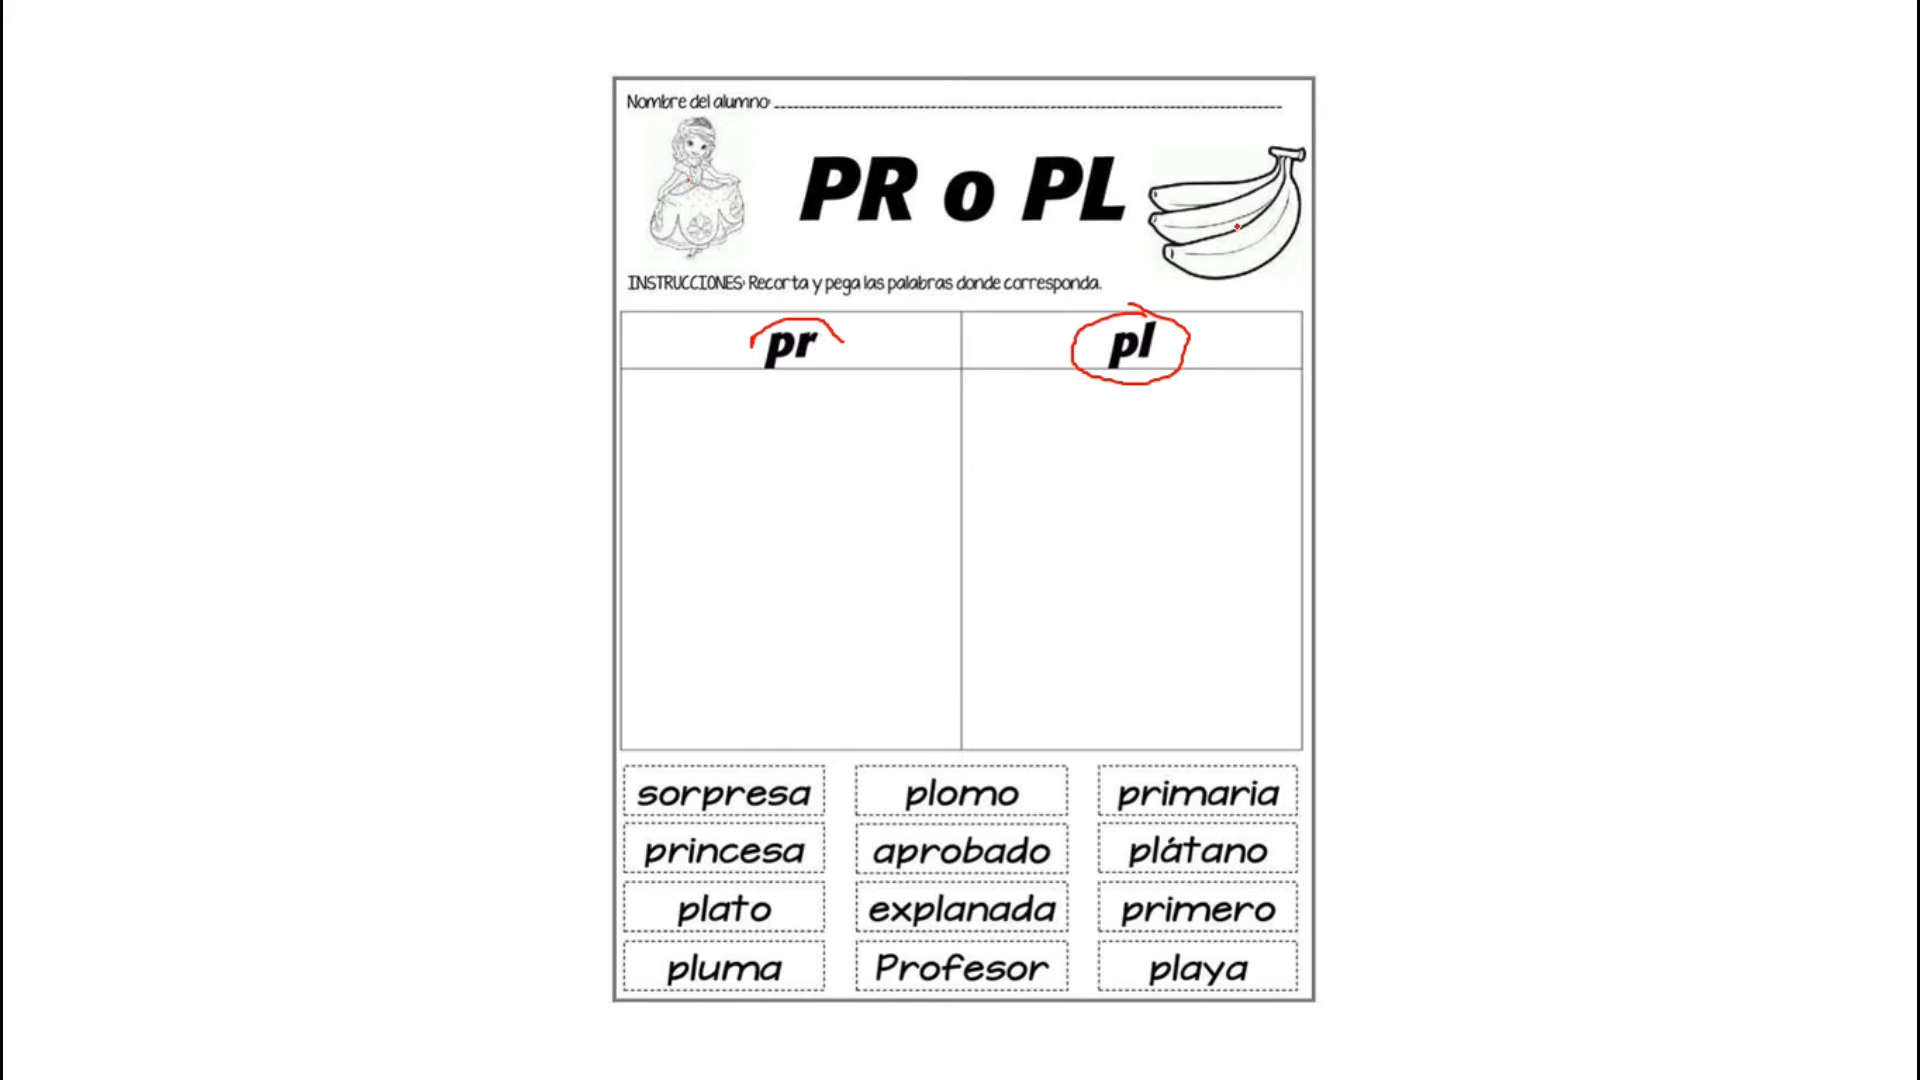 Nombre del alumno:
PR o PL
INSTRUCCIONES: Recorta y pega las palabras donde corresponda.
pr pl
sorpresa plomo primaria
princesa aprobado plátano
plato explanada primero
pluma Profesor playa